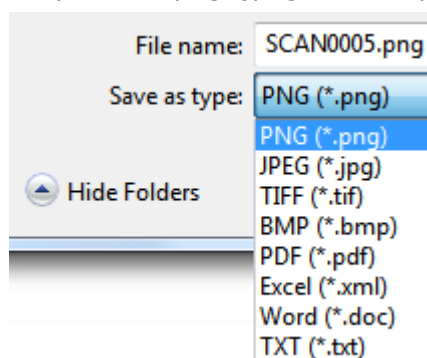 File name: SCAN0005.png
Save as type: PNG (*.png)
PNG (*.png)
JPEG (*.jpg)
TIFF (*.tif)
Hide Folders
BMP (*.bmp)
PDF (*.pdf)
Excel (*.xml)
Word (*.doc)
TXT (*.txt)